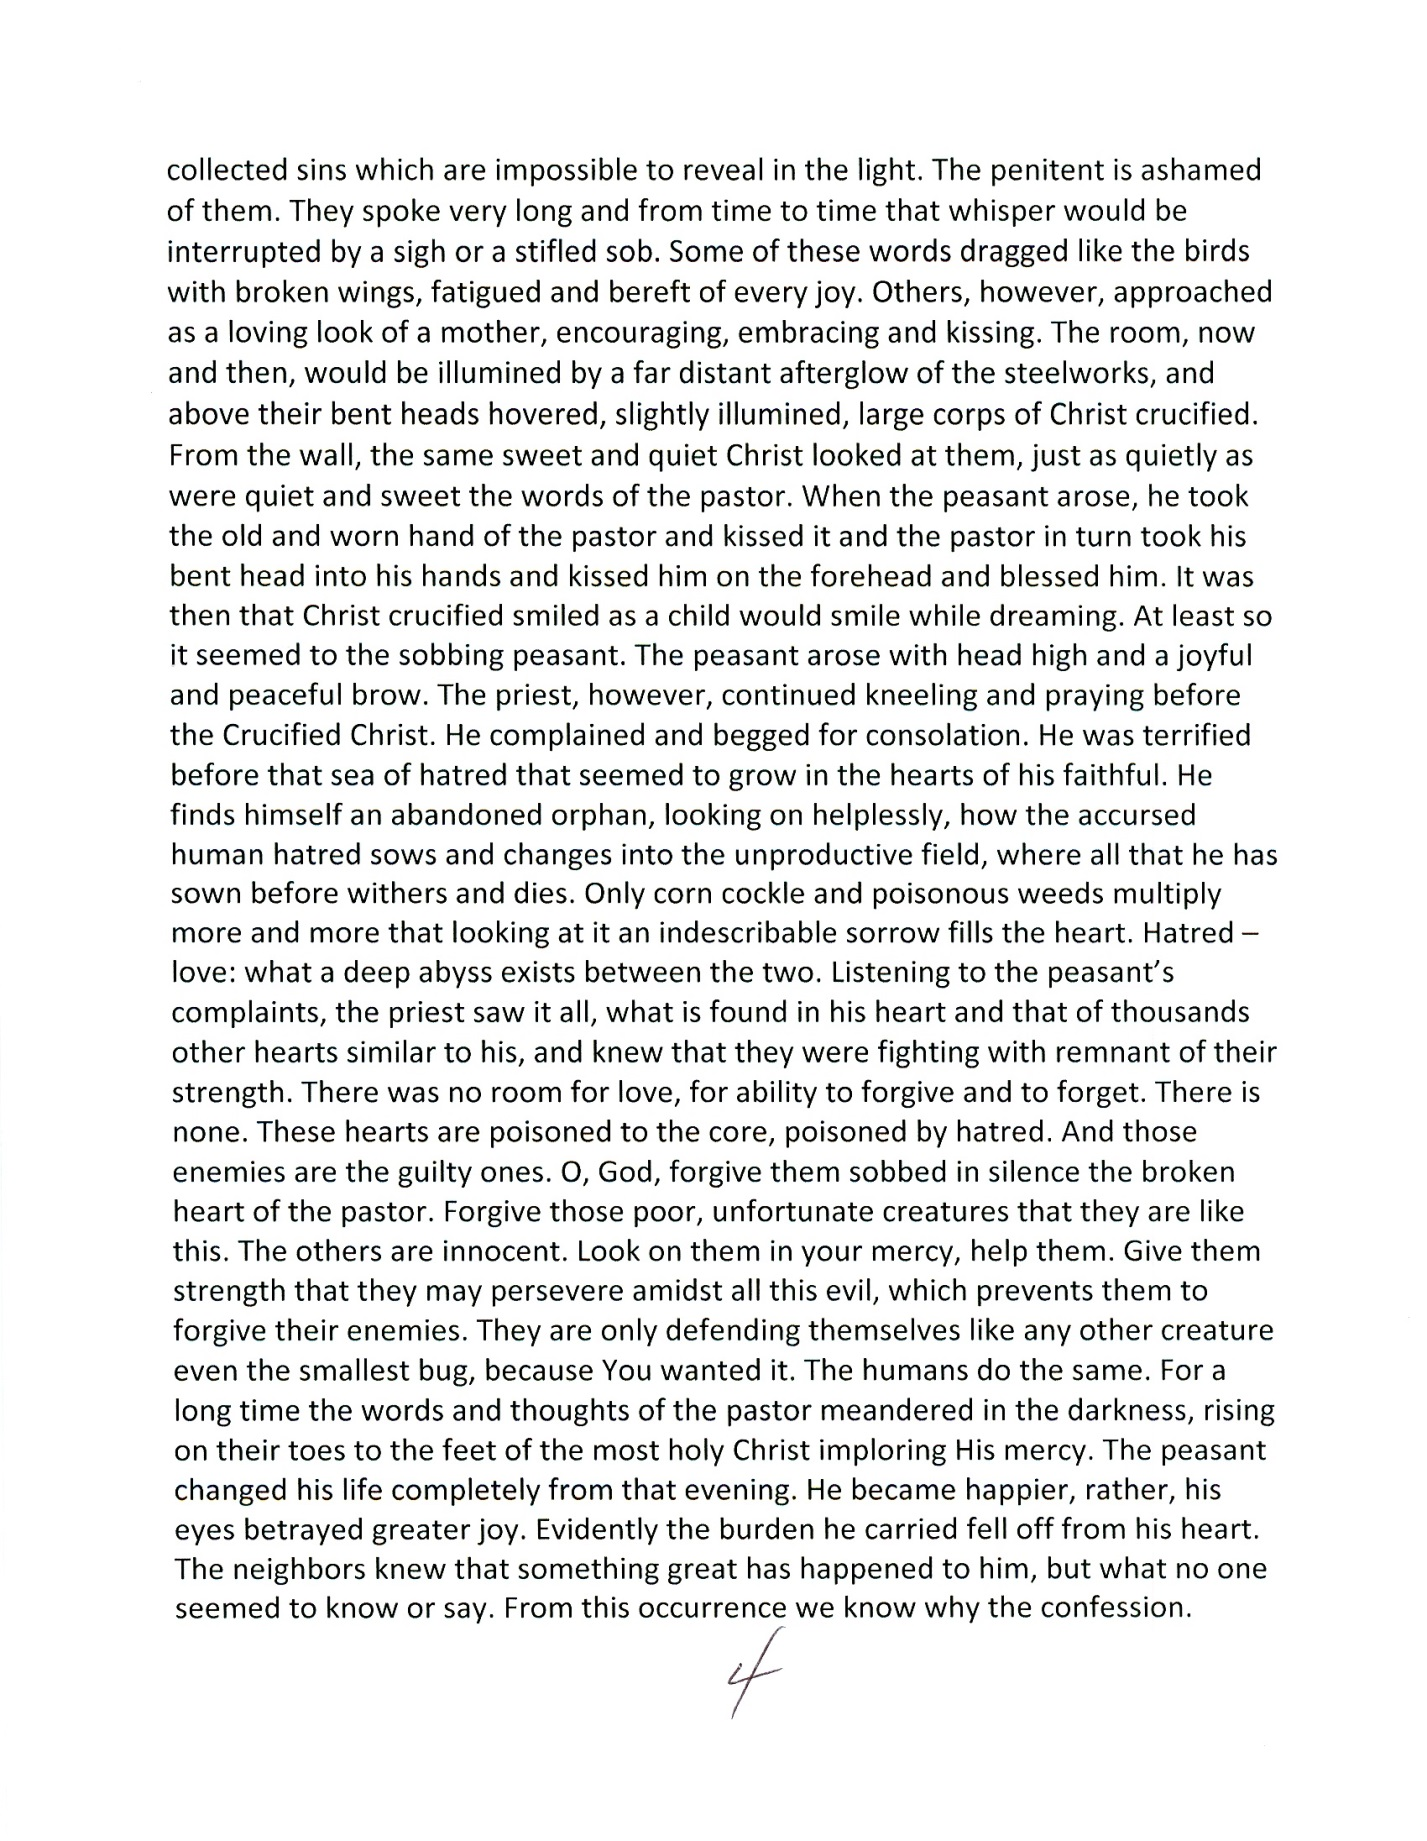 collected sins which are impossible to reveal in the light. The penitent is ashamed
of them. They spoke very long and from time to time that whisper would be
interrupted by a sigh or a stifled sob. Some of these words dragged like the birds
with broken wings, fatigued and bereft of every joy. Others, however, approached
as a loving look of a mother, encouraging, embracing and kissing. The room, now
and then, would be illumined by a far distant afterglow of the steelworks, and
above their bent heads hovered, slightly illumined, large corps of Christ crucified.
From the wall, the same sweet and quiet Christ looked at them, just as quietly as
were quiet and sweet the words of the pastor. When the peasant arose, he took
the old and worn hand of the pastor and kissed it and the pastor in turn took his
bent head into his hands and kissed him on the forehead and blessed him. It was
then that Christ crucified smiled as a child would smile while dreaming. At least so
it seemed to the sobbing peasant. The peasant arose with head high and a joyful
and peaceful brow. The priest, however, continued kneeling and praying before
the Crucified Christ. He complained and begged for consolation. He was terrified
before that sea of hatred that seemed to grow in the hearts of his faithful. He
finds himself an abandoned orphan, looking on helplessly, how the accursed
human hatred sows and changes into the unproductive field, where all that he has
sown before withers and dies. Only corn cockle and poisonous weeds multiply
more and more that looking at it an indescribable sorrow fills the heart. Hatred –
love: what a deep abyss exists between the two. Listening to the peasant's
complaints, the priest saw it all, what is found in his heart and that of thousands
other hearts similar to his, and knew that they were fighting with remnant of their
strength. There was no room for love, for ability to forgive and to forget. There is
none. These hearts are poisoned to the core, poisoned by hatred. And those
enemies are the guilty ones. O, God, forgive them sobbed in silence the broken
heart of the pastor. Forgive those poor, unfortunate creatures that they are like
this. The others are innocent. Look on them in your mercy, help them. Give them
strength that they may persevere amidst all this evil, which prevents them to
forgive their enemies. They are only defending themselves like any other creature
even the smallest bug, because You wanted it. The humans do the same. For a
long time the words and thoughts of the pastor meandered in the darkness, rising
on their toes to the feet of the most holy Christ imploring His mercy. The peasant
changed his life completely from that evening. He became happier, rather, his
eyes betrayed greater joy. Evidently the burden he carried fell off from his heart.
The neighbors knew that something great has happened to him, but what no one
seemed to know or say. From this occurrence we know why the confession.
4